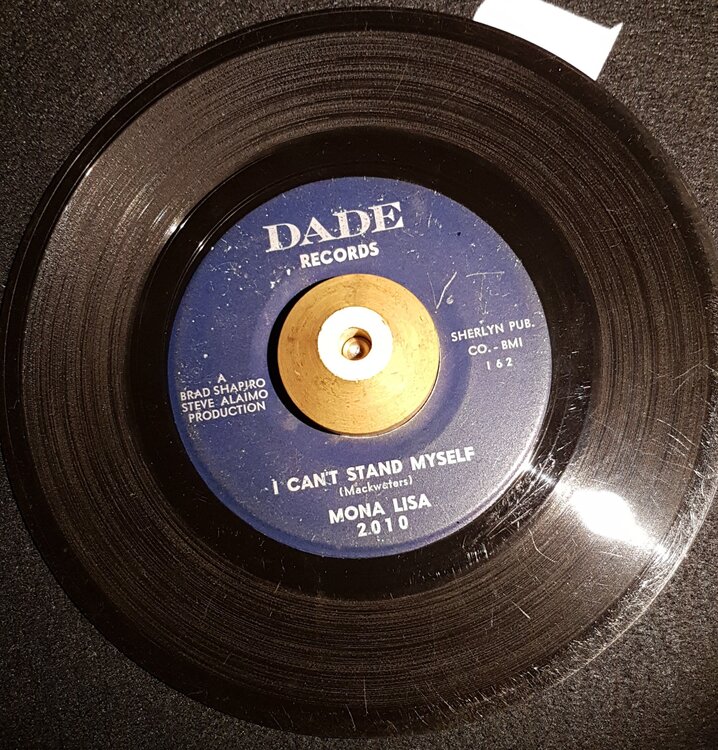 DADE
RECORDS
V. T.
SHERLYN PUB.
CO. - BMI
162
A
BRAD SHAPIRO
STEVE ALAIMO
PRODUCTION
I CAN'T STAND MYSELF
(Mackwaters)
MONA LISA
2010